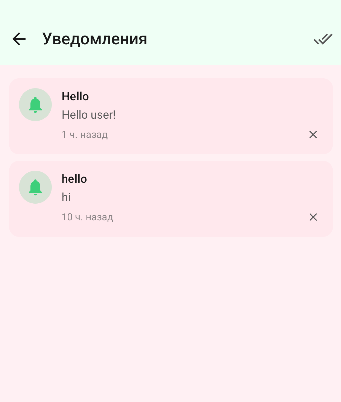 Уведомления
Hello
Hello user!
1 ч. назад
hello
hi
10 ч. назад